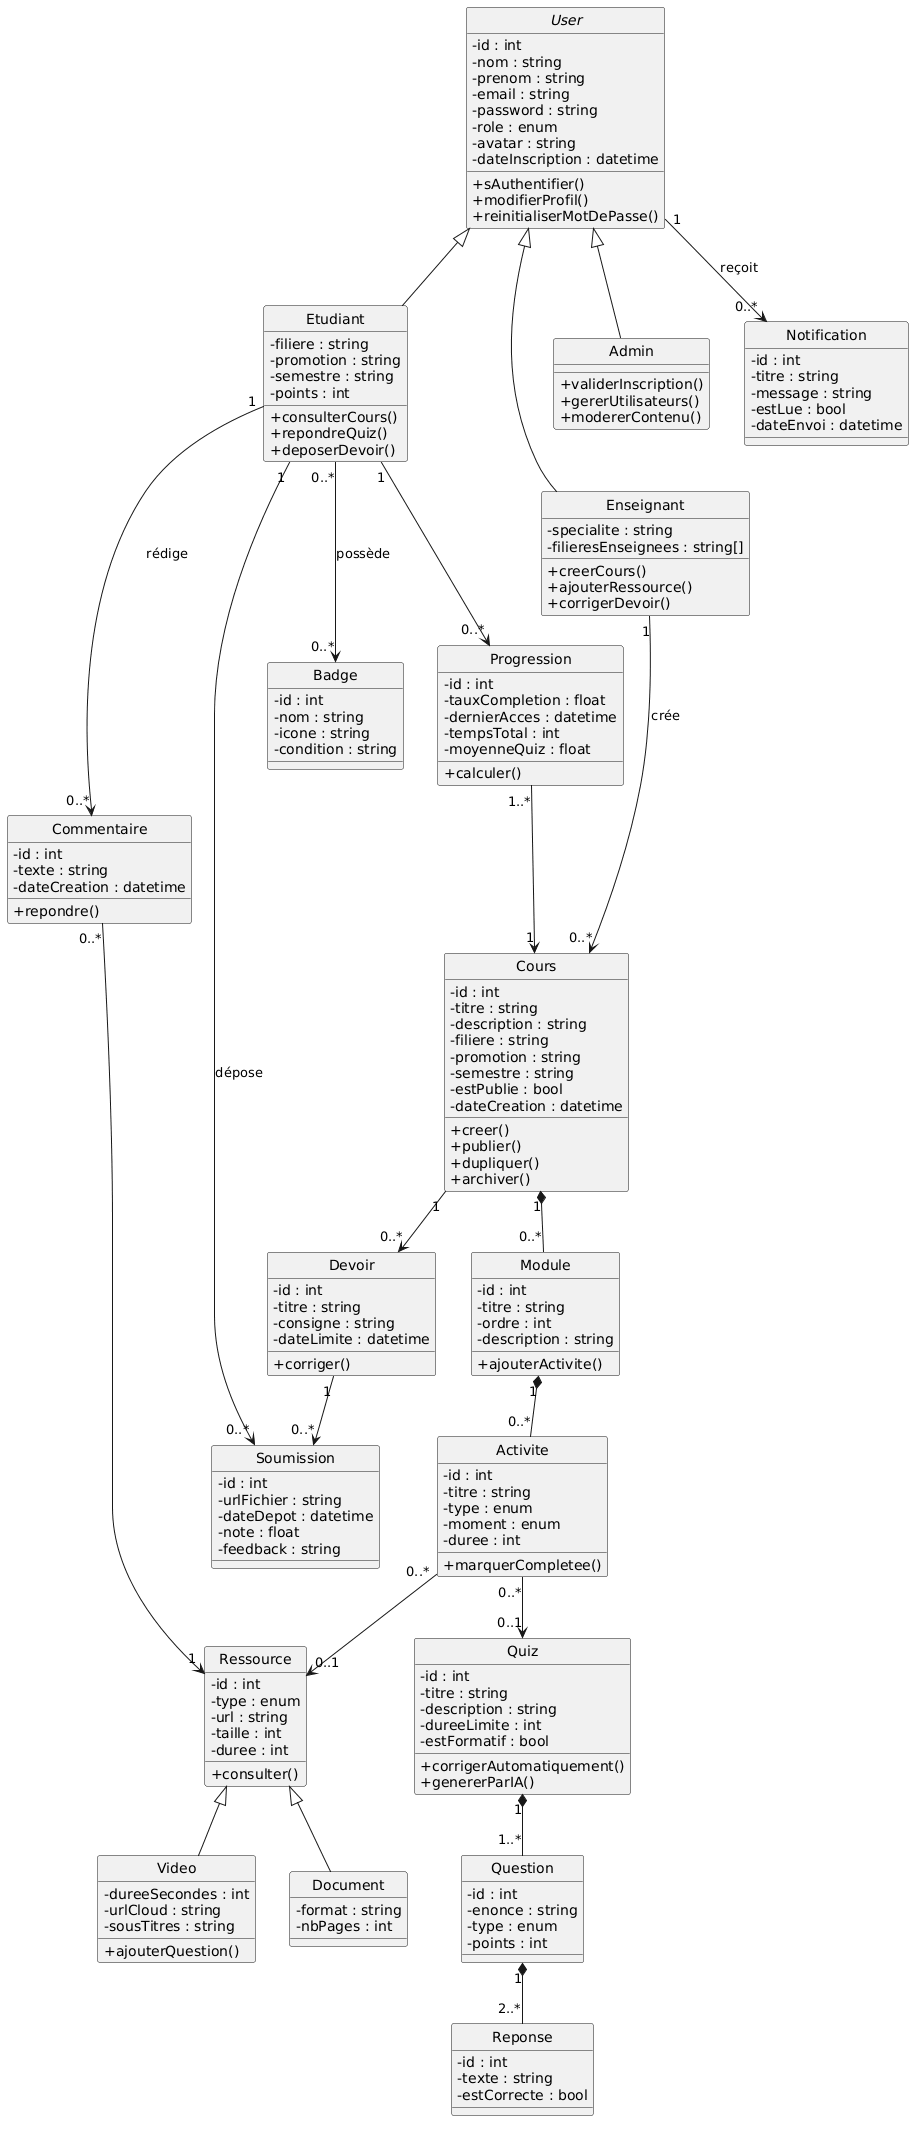 User
-id : int
-nom : string
-prenom : string
-email : string
-password : string
-role : enum
-avatar : string
-dateInscription : datetime
+sAuthentifier()
+modifierProfil()
+reinitialiserMotDePasse()
1
reçoit
0..*
Etudiant
-filiere : string
-promotion : string
-semestre : string
-points : int
+consulterCours()
+repondreQuiz()
+deposerDevoir()
Admin
+validerInscription()
+gererUtilisateurs()
+modererContenu()
Notification
-id : int
-titre : string
-message : string
-estLue : bool
-dateEnvoi : datetime
1
1
0..*
1
rédige
possède
Enseignant
-specialite : string
-filieresEnseignees : string[]
+creerCours()
+ajouterRessource()
+corrigerDevoir()
0..*
0..*
1
Badge
-id : int
-nom : string
-icone : string
-condition : string
Progression
-id : int
-tauxCompletion : float
-dernierAcces : datetime
-tempsTotal : int
-moyenneQuiz : float
+calculer()
crée
0..*
1..*
Commentaire
-id : int
-texte : string
-dateCreation : datetime
+repondre()
0..*
1
0..*
Cours
-id : int
-titre : string
-description : string
-filiere : string
-promotion : string
-semestre : string
-estPublie : bool
-dateCreation : datetime
+creer()
+publier()
+dupliquer()
+archiver()
dépose
1
1
0..*
0..*
Devoir
-id : int
-titre : string
-consigne : string
-dateLimite : datetime
+corriger()
Module
-id : int
-titre : string
-ordre : int
-description : string
+ajouterActivite()
1
1
0..*
0..*
0..*
Soumission
-id : int
-urlFichier : string
-dateDepot : datetime
-note : float
-feedback : string
Activite
-id : int
-titre : string
-type : enum
-moment : enum
-duree : int
+marquerCompletee()
0..*
0..*
0..1
1
0..1
Ressource
-id : int
-type : enum
-url : string
-taille : int
-duree : int
+consulter()
Quiz
-id : int
-titre : string
-description : string
-dureeLimite : int
-estFormatif : bool
+corrigerAutomatiquement()
+genererParIA()
1
1..*
Video
-dureeSecondes : int
-urlCloud : string
-sousTitres : string
+ajouterQuestion()
Document
-format : string
-nbPages : int
Question
-id : int
-enonce : string
-type : enum
-points : int
1
2..*
Reponse
-id : int
-texte : string
-estCorrecte : bool